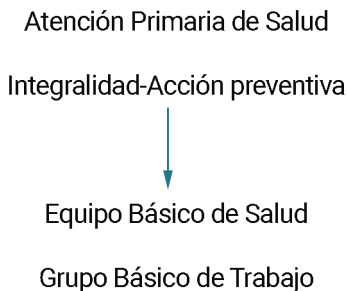 Atención Primaria de Salud
Integralidad-Acción preventiva
Equipo Básico de Salud
Grupo Básico de Trabajo